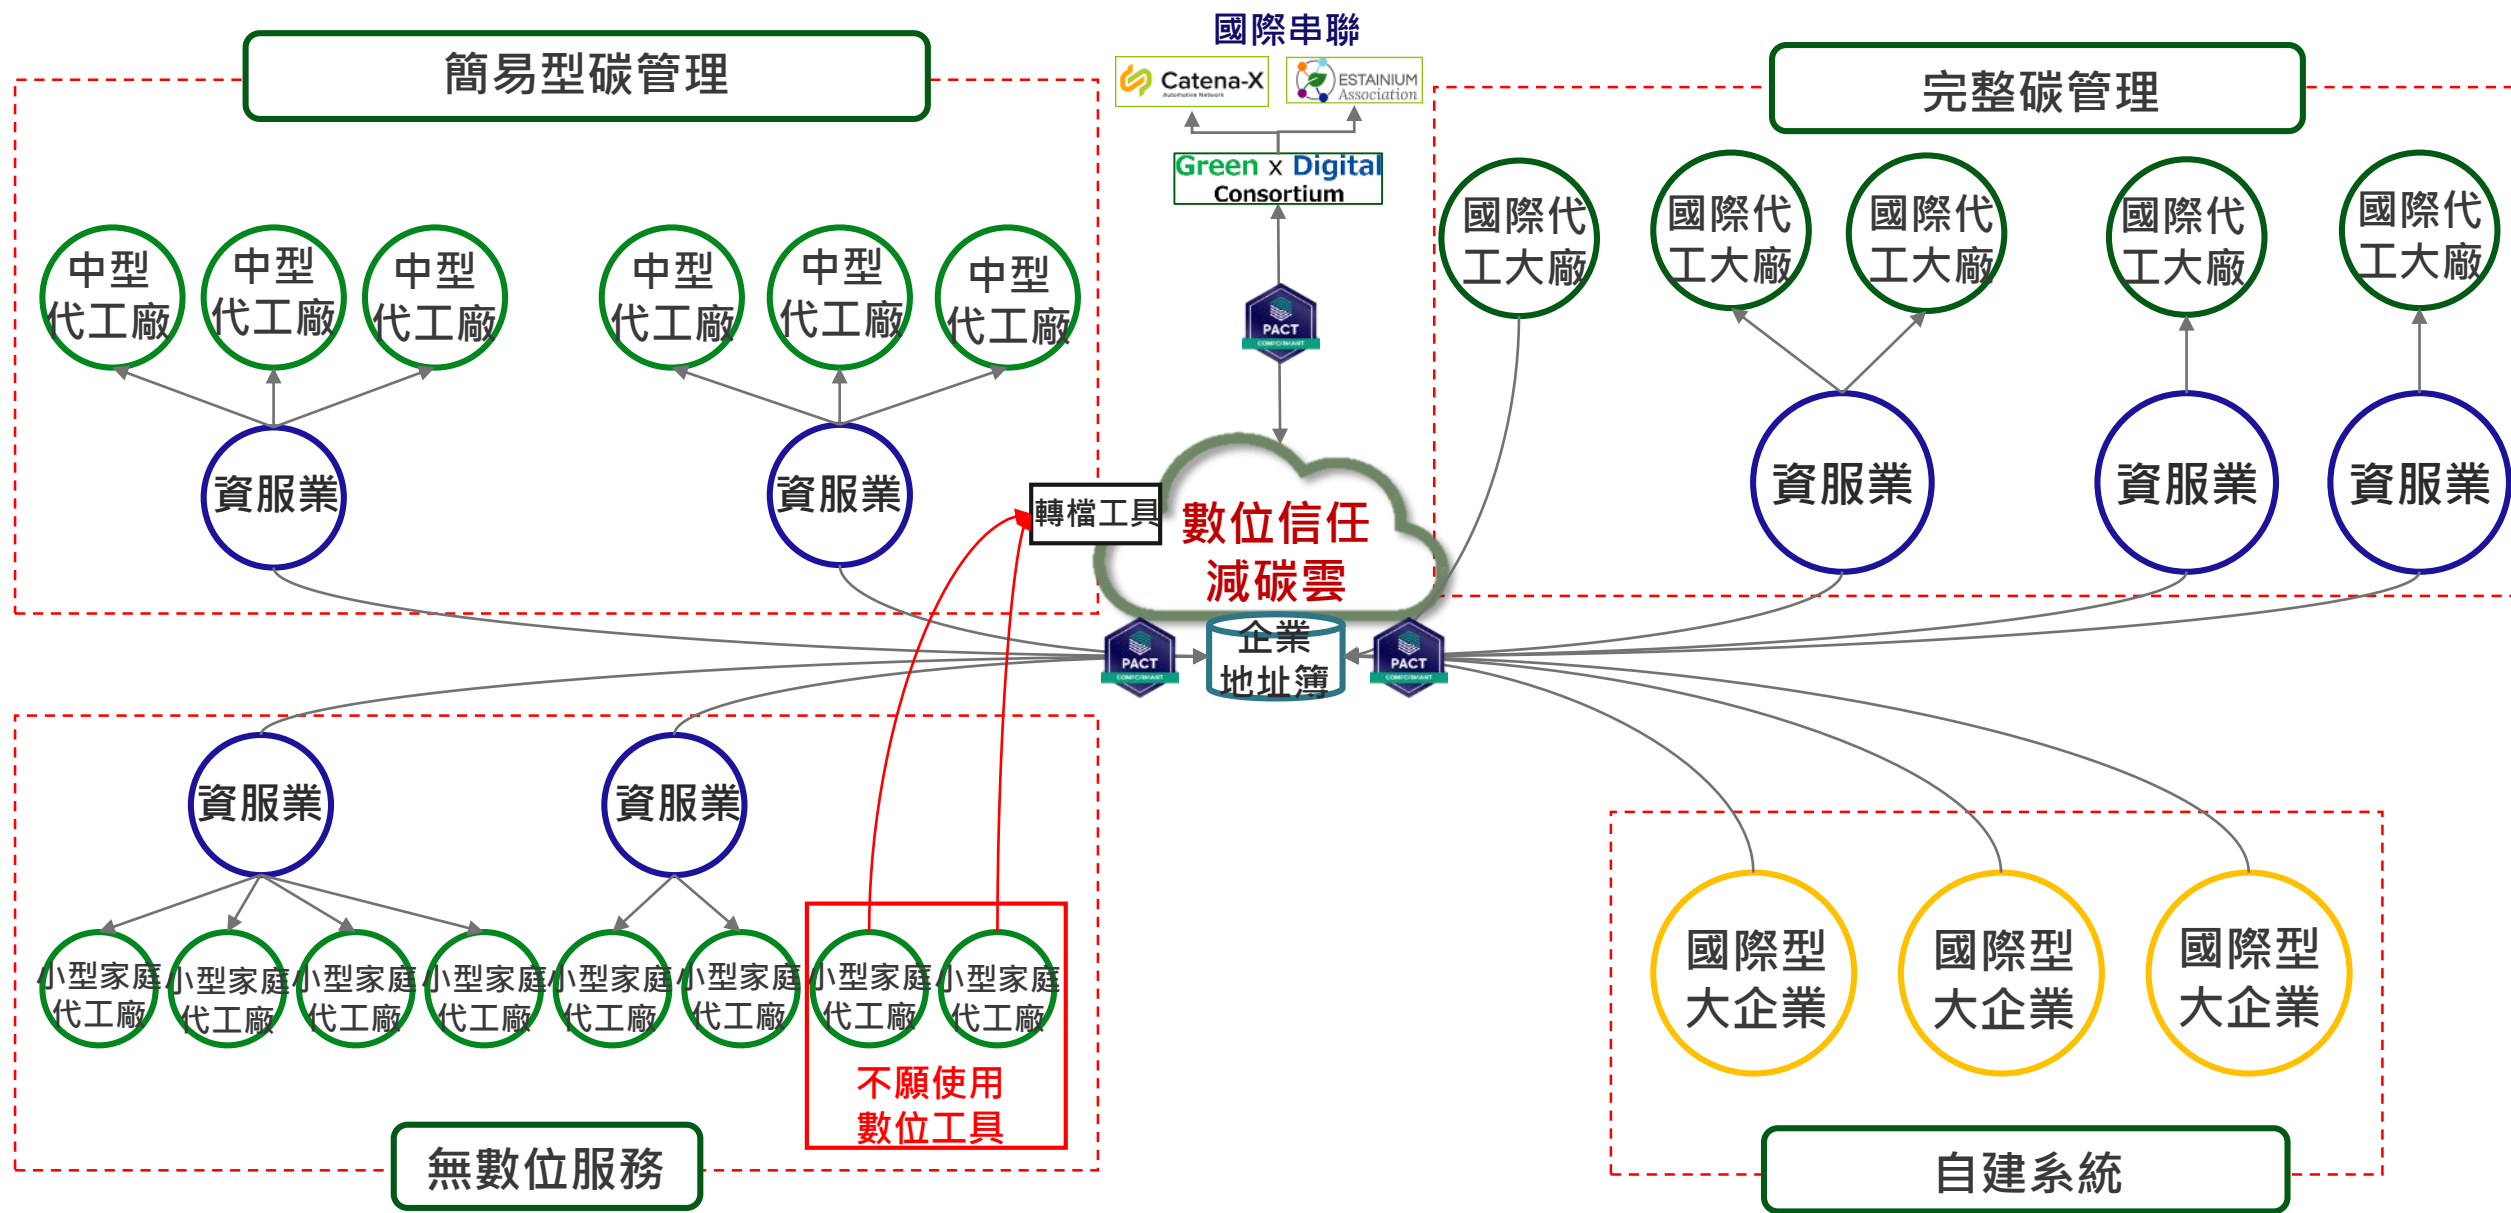 國際串聯
簡易型碳管理
Catena-X
Automotive Network
ESTAINIUM
Association
完整碳管理
Green x Digital
Consortium
中型
代工廠
中型
代工廠
中型
代工廠
中型
代工廠
中型
代工廠
中型
代工廠
國際代
工大廠
國際代
工大廠
國際代
工大廠
國際代
工大廠
國際代
工大廠
PACT
CONFORMANT
資服業
資服業
轉檔工具
數位信任
減碳雲
資服業
資服業
資服業
PACT
CONFORMANT
企業
地址簿
PACT
CONFORMANT
資服業
資服業
小型家庭
代工廠
小型家庭
代工廠
小型家庭
代工廠
小型家庭
代工廠
小型家庭
代工廠
小型家庭
代工廠
小型家庭
代工廠
小型家庭
代工廠
不願使用
數位工具
國際型
大企業
國際型
大企業
國際型
大企業
無數位服務
自建系統